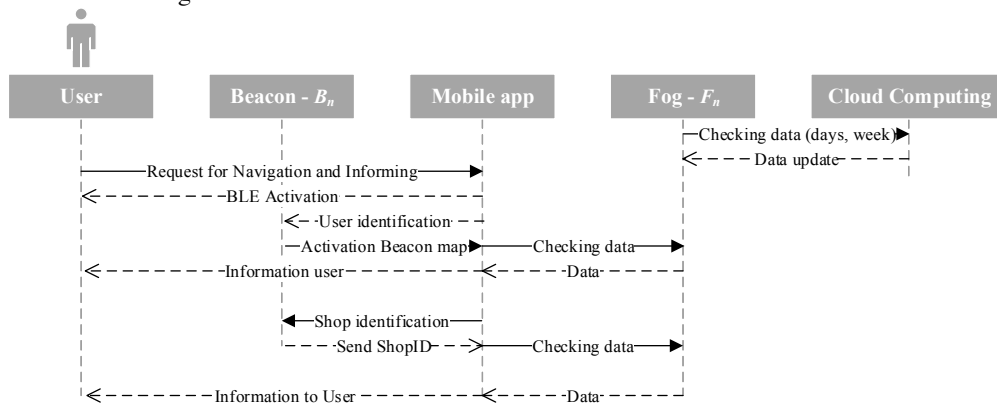 User
Beacon - Bn
Mobile app
Fog - Fn
Cloud Computing
Checking data (days, week)
Data update
Request for Navigation and Informing
BLE Activation
User identification
Activation Beacon map
Checking data
Information user
Data
Shop identification
Send ShopID
Checking data
Information to User
Data